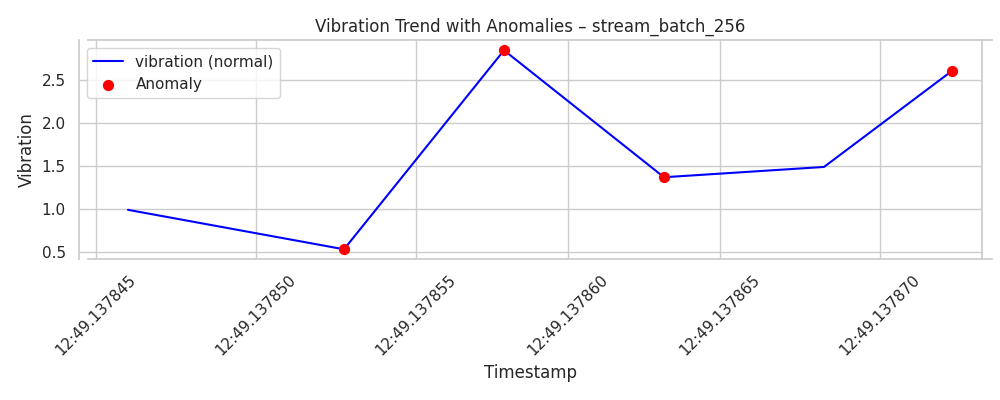 Vibration Trend with Anomalies – stream_batch_256
vibration (normal)
Anomaly
Vibration
2.5
2.0
1.5
1.0
0.5
12:49.137845
12:49.137850
12:49.137855
12:49.137860
12:49.137865
12:49.137870
Timestamp